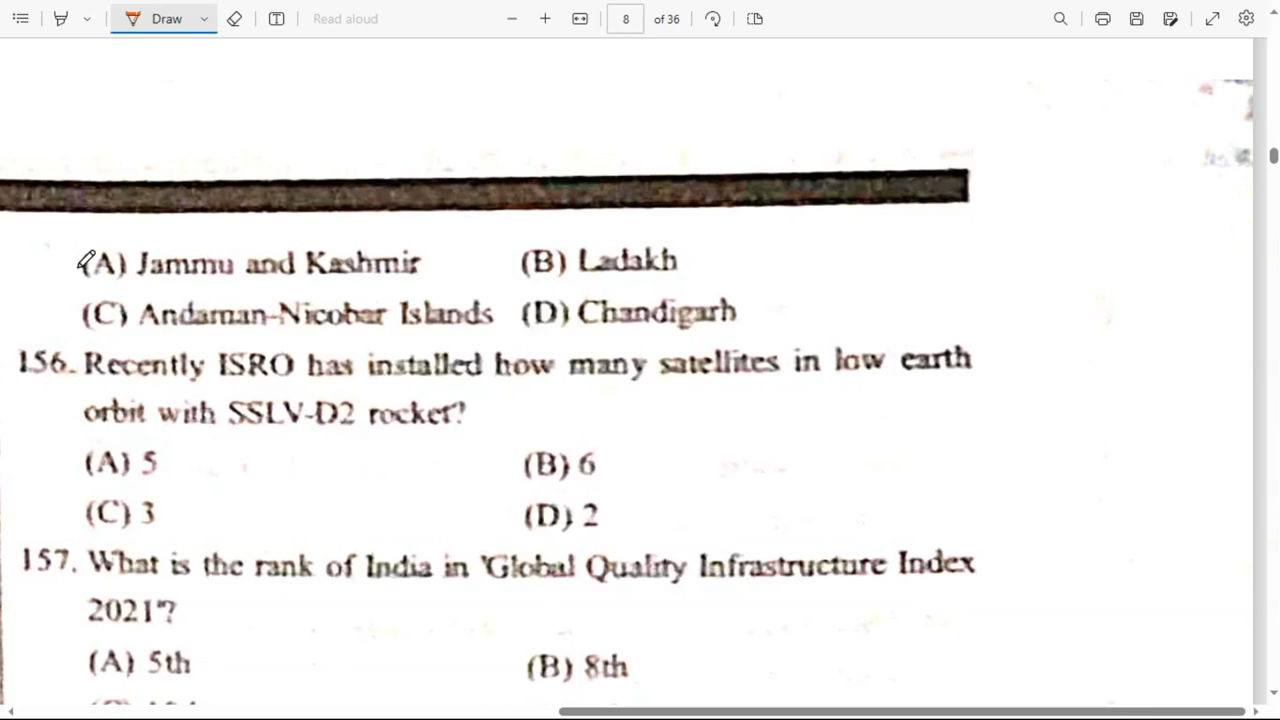 Draw
Read aloud
8 of 36
(A) Jammu and Kashmir (B) Ladakh
(C) Andaman-Nicobar Islands (D) Chandigarh
156. Recently ISRO has installed how many satellites in low earth
orbit with SSLV-D2 rocket?
(A) 5 (B) 6
(C) 3 (D) 2
157. What is the rank of India in 'Global Quality Infrastructure Index
2021'?
(A) 5th (B) 8th